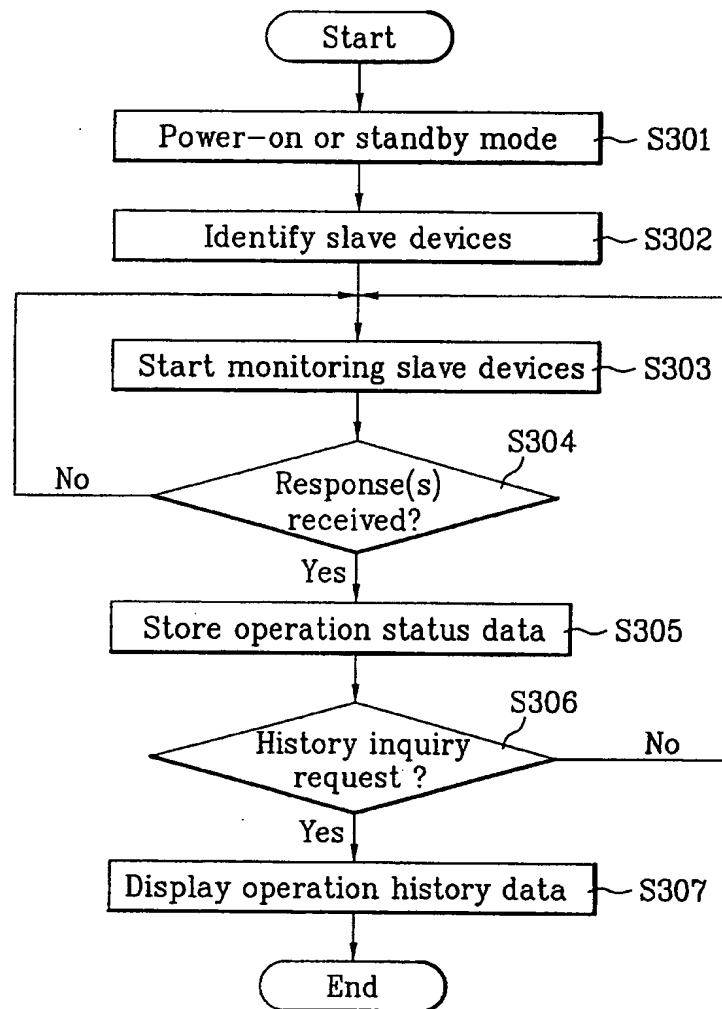 Start
Power-on or standby mode
S301
Identify slave devices
S302
Start monitoring slave devices
S303
S304
Response(s)
received?
No
Yes
Store operation status data
S305
S306
History inquiry
request ?
No
Yes
Display operation history data
S307
End